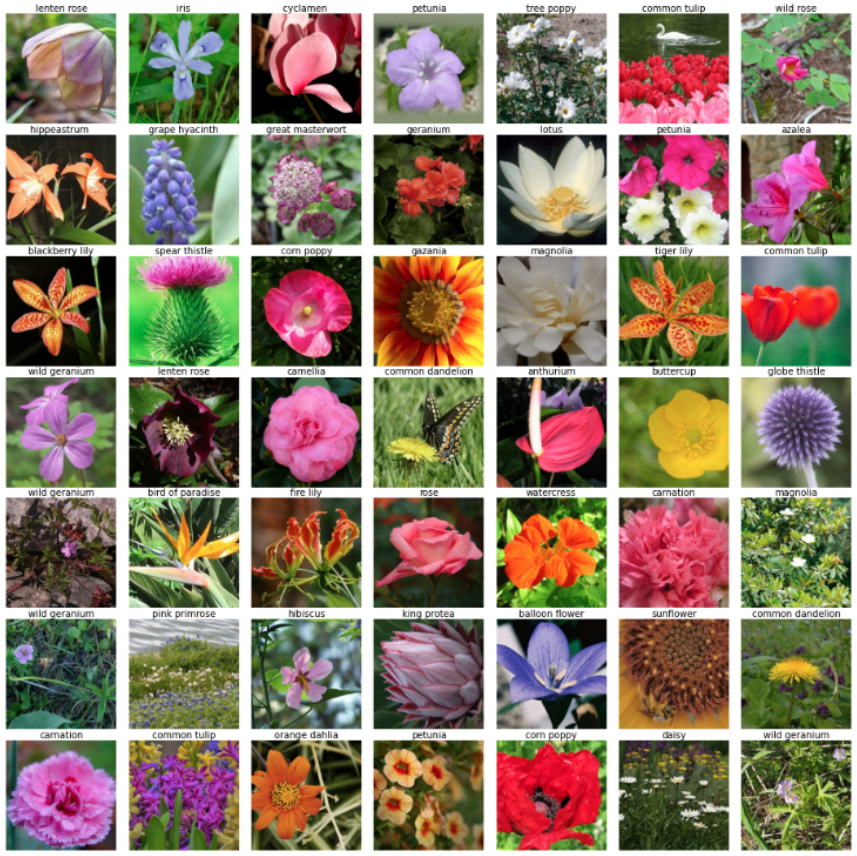 lenten rose iris cyclamen petunia tree poppy common tulip wild rose
hippeastrum grape hyacinth great masterwort geranium lotus petunia azalea
blackberry lily spear thistle corn poppy gazania magnolia tiger lily common tulip
wild geranium lenten rose camellia common dandelion anthurium buttercup globe thistle
wild geranium bird of paradise fire lily rose watercress carnation magnolia
wild geranium pink primrose hibiscus king protea balloon flower sunflower common dandelion
carnation common tulip orange dahlia petunia corn poppy daisy wild geranium